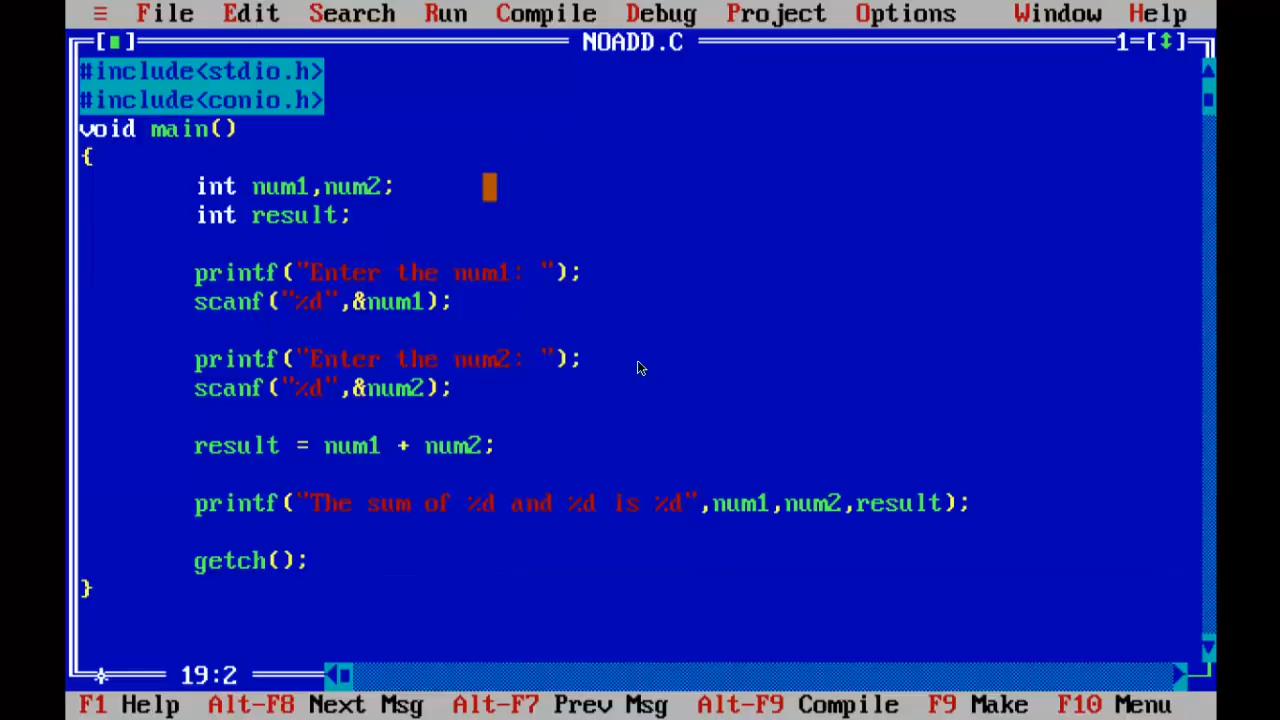 ≡ File Edit Search Run Compile Debug Project Options Window Help
[■] NOADD.C 1=[↕]
#include<stdio.h>
#include<conio.h>
void main()
{
int num1,num2;
int result;
printf("Enter the num1: ");
scanf("%d",&num1);
printf("Enter the num2: ");
scanf("%d",&num2);
result = num1 + num2;
printf("The sum of %d and %d is %d",num1,num2,result);
getch();
}
19:2
F1 Help Alt-F8 Next Msg Alt-F7 Prev Msg Alt-F9 Compile F9 Make F10 Menu